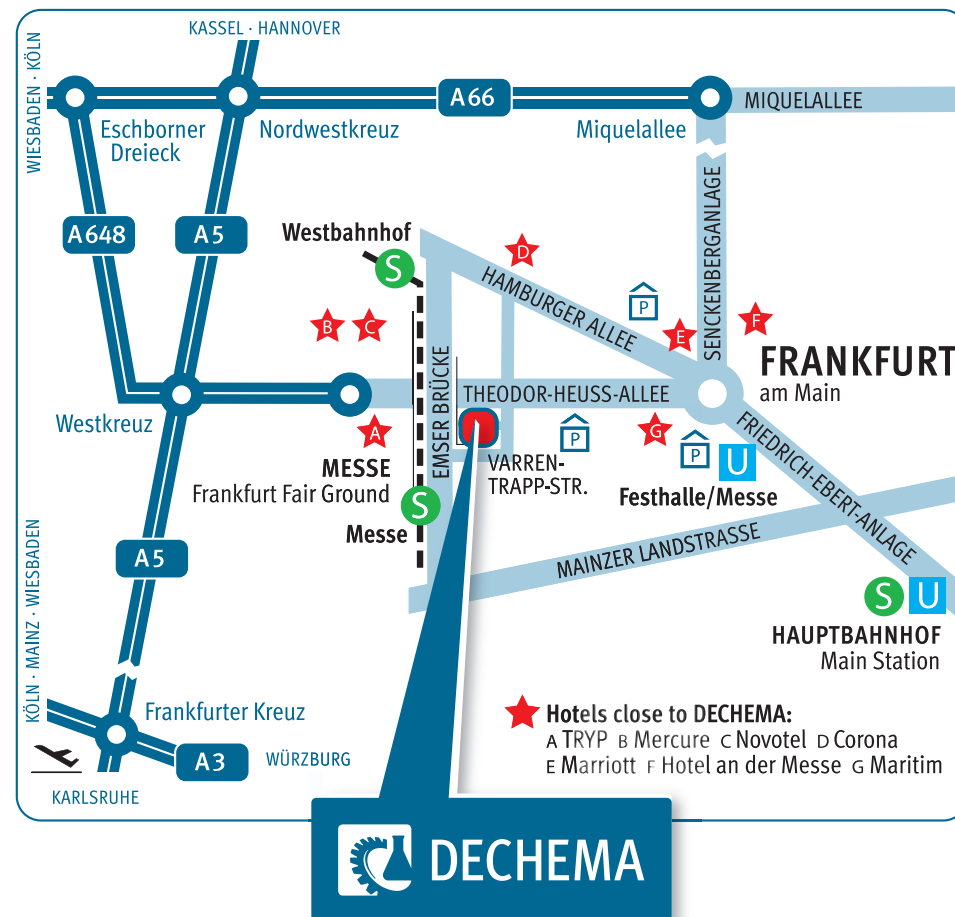 KASSEL · HANNOVER
WIESBADEN · KÖLN
A66
MIQUELALLEE
Eschborner
Dreieck
Nordwestkreuz
Miquelallee
A648
A5
Westbahnhof
S
D
HAMBURGER ALLEE
SENCKENBERGANLAGE
P
B
C
E
F
FRANKFURT
am Main
EMSER BRÜCKE
THEODOR-HEUSS-ALLEE
Westkreuz
A
P
G
P
U
FRIEDRICH-EBERT-ANLAGE
MESSE
Frankfurt Fair Ground
VARREN-
TRAPP-STR.
Festhalle/Messe
S
Messe
MAINZER LANDSTRASSE
A5
KÖLN · MAINZ · WIESBADEN
S
U
HAUPTBAHNHOF
Main Station
Frankfurter Kreuz
A3
WÜRZBURG
KARLSRUHE
Hotels close to DECHEMA:
A TRYP B Mercure C Novotel D Corona
E Marriott F Hotel an der Messe G Maritim
DECHEMA